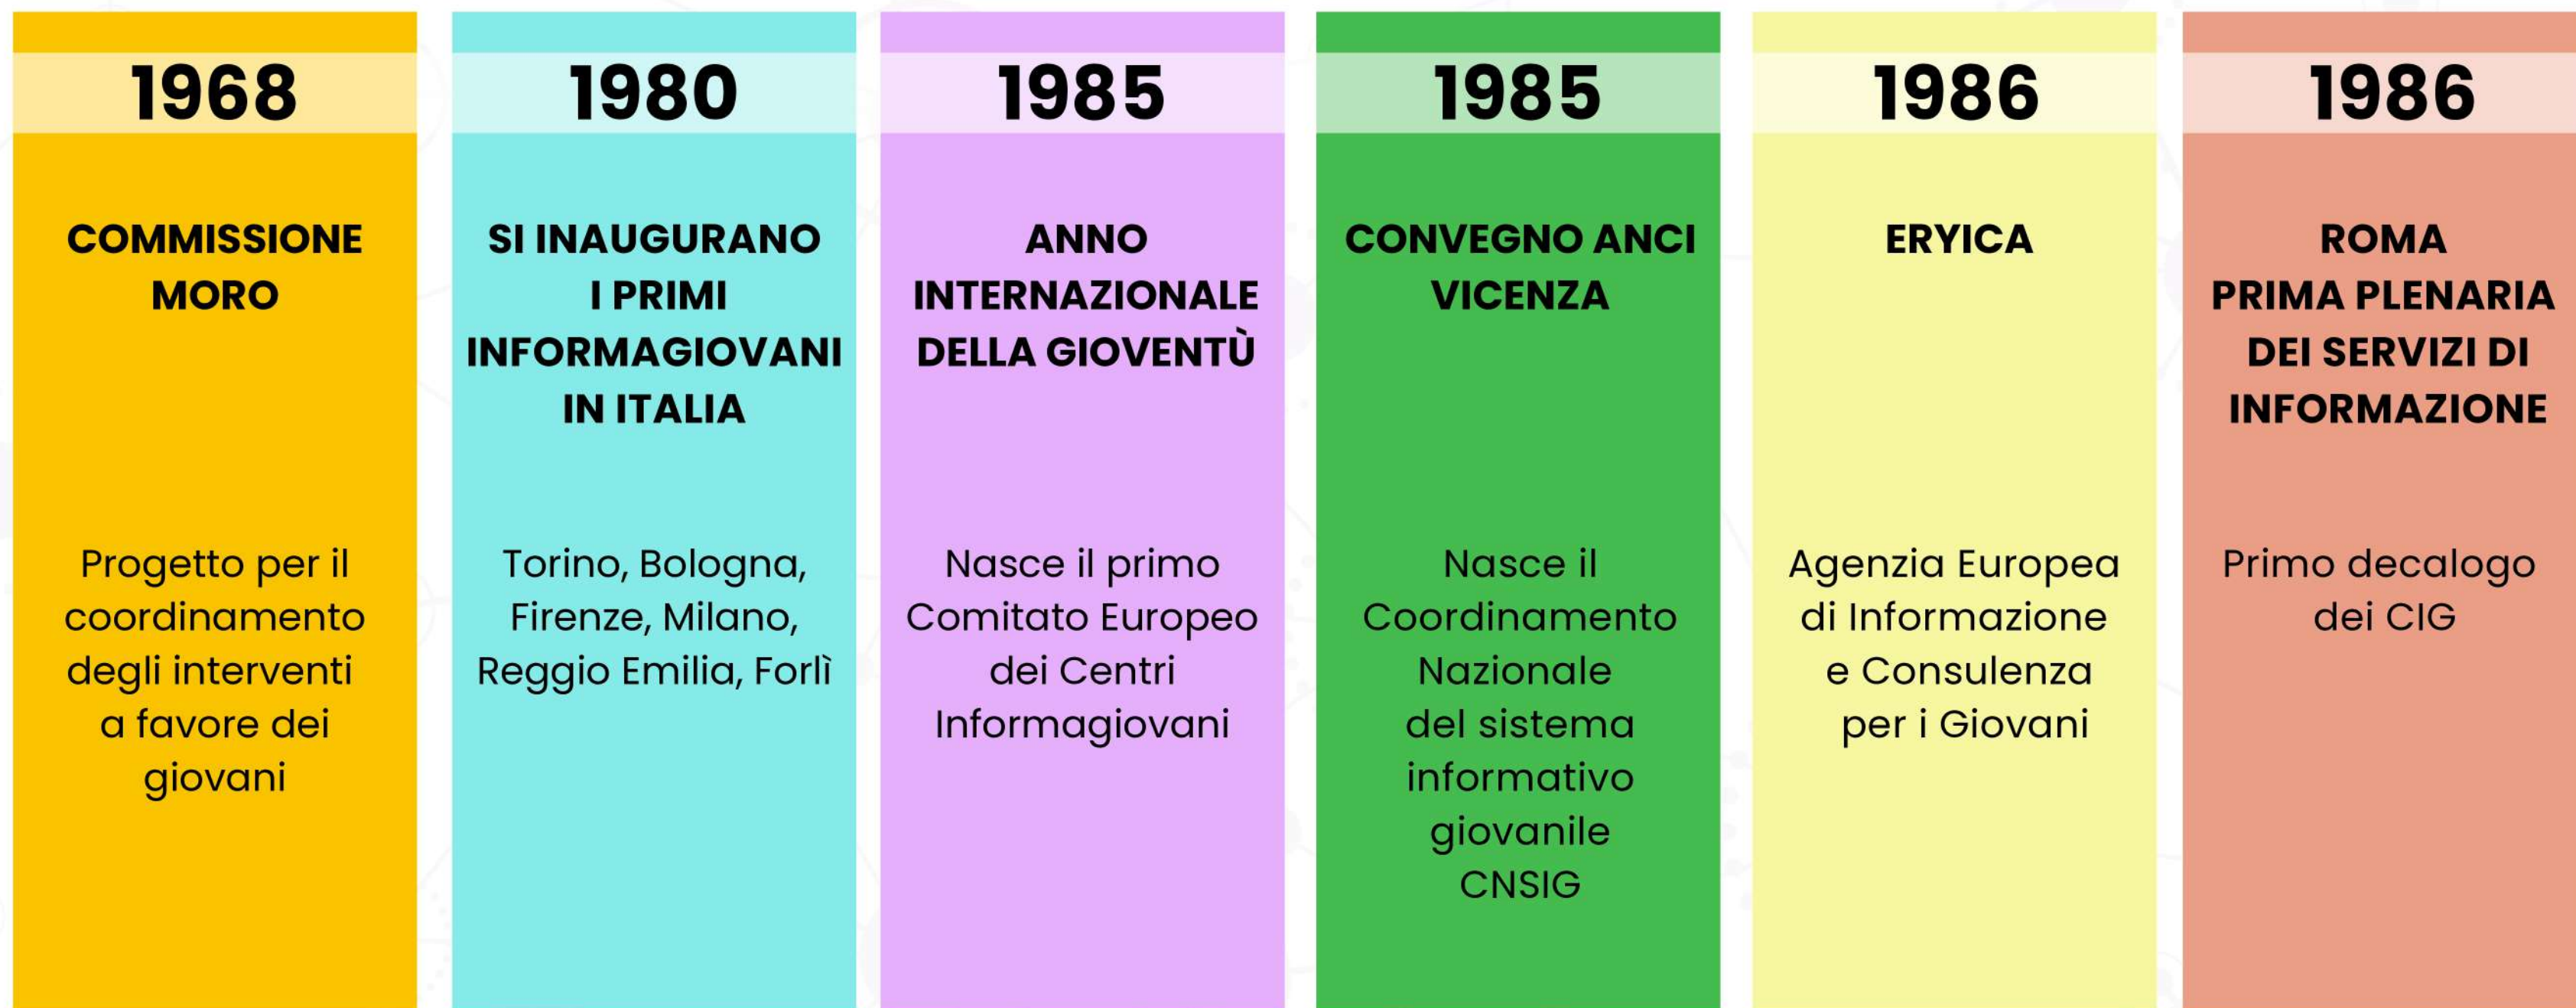 1968
COMMISSIONE
MORO
Progetto per il
coordinamento
degli interventi
a favore dei
giovani
1980
SI INAUGURANO
I PRIMI
INFORMAGIOVANI
IN ITALIA
Torino, Bologna,
Firenze, Milano,
Reggio Emilia, Forlì
1985
ANNO
INTERNAZIONALE
DELLA GIOVENTÙ
Nasce il primo
Comitato Europeo
dei Centri
Informagiovani
1985
CONVEGNO ANCI
VICENZA
Nasce il
Coordinamento
Nazionale
del sistema
informativo
giovanile
CNSIG
1986
ERYICA
Agenzia Europea
di Informazione
e Consulenza
per i Giovani
1986
ROMA
PRIMA PLENARIA
DEI SERVIZI DI
INFORMAZIONE
Primo decalogo
dei CIG